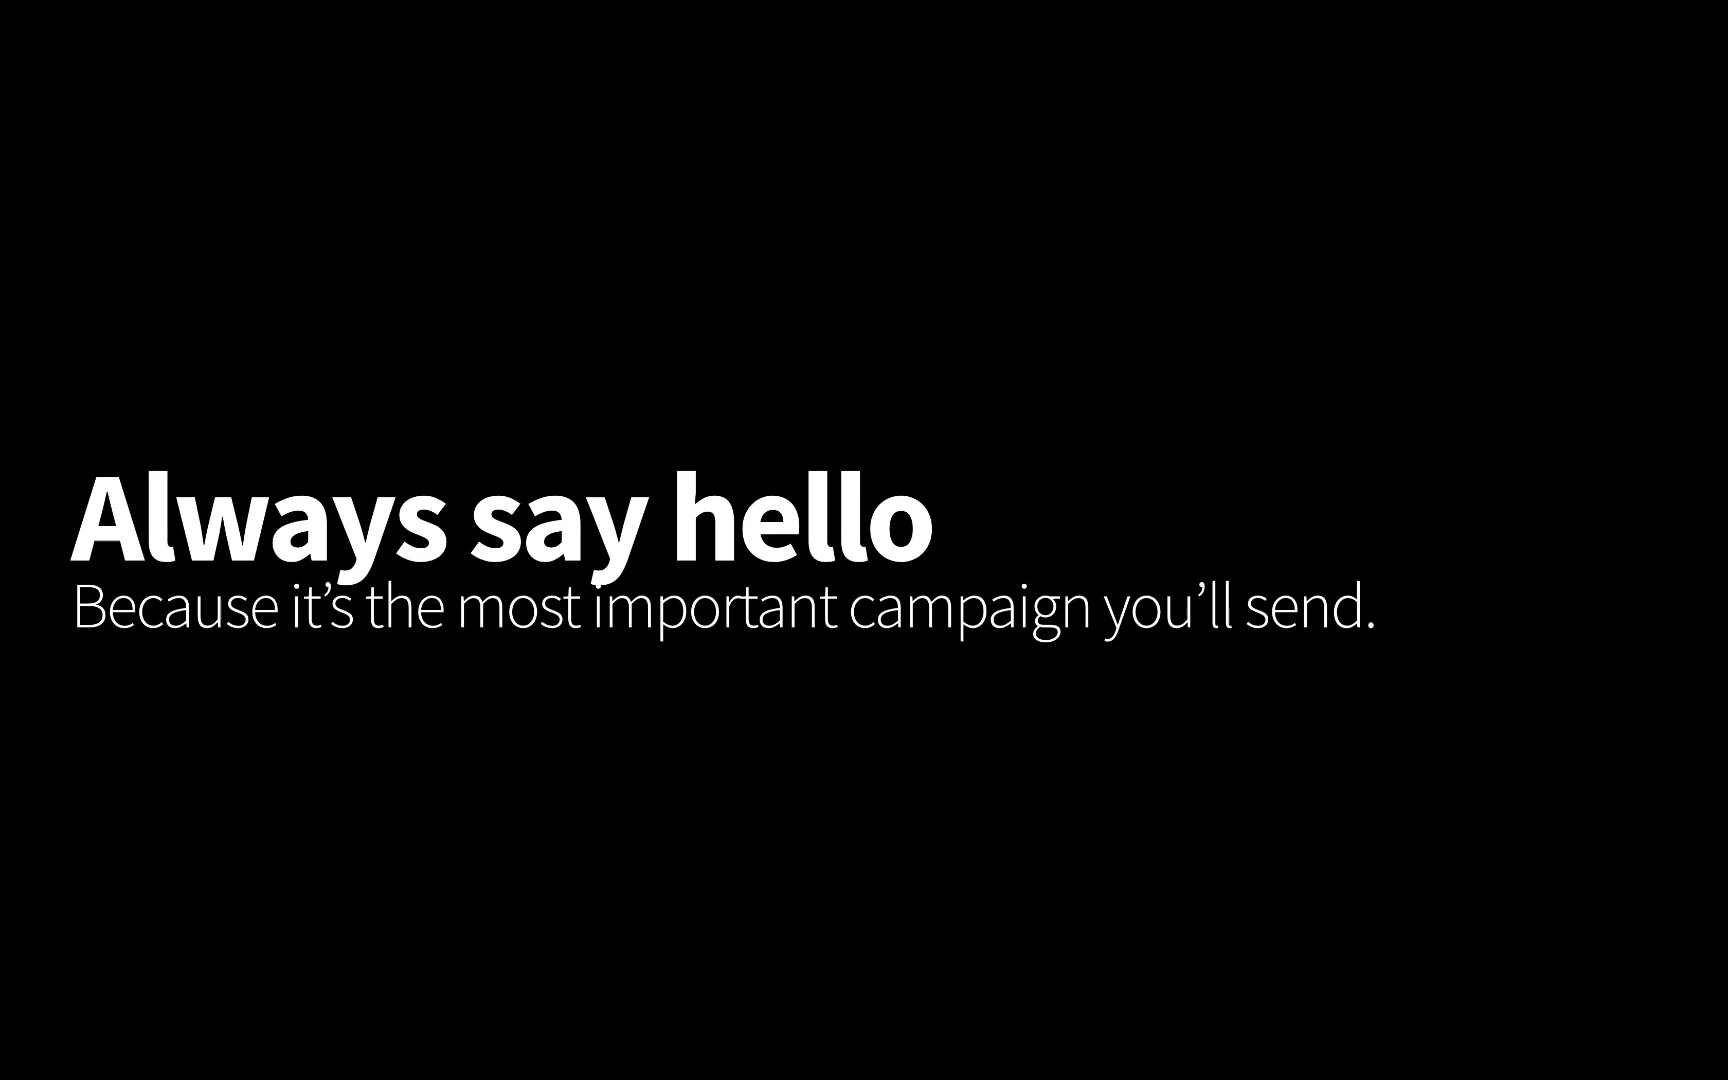 Always say hello
Because it’s the most important campaign you’ll send.